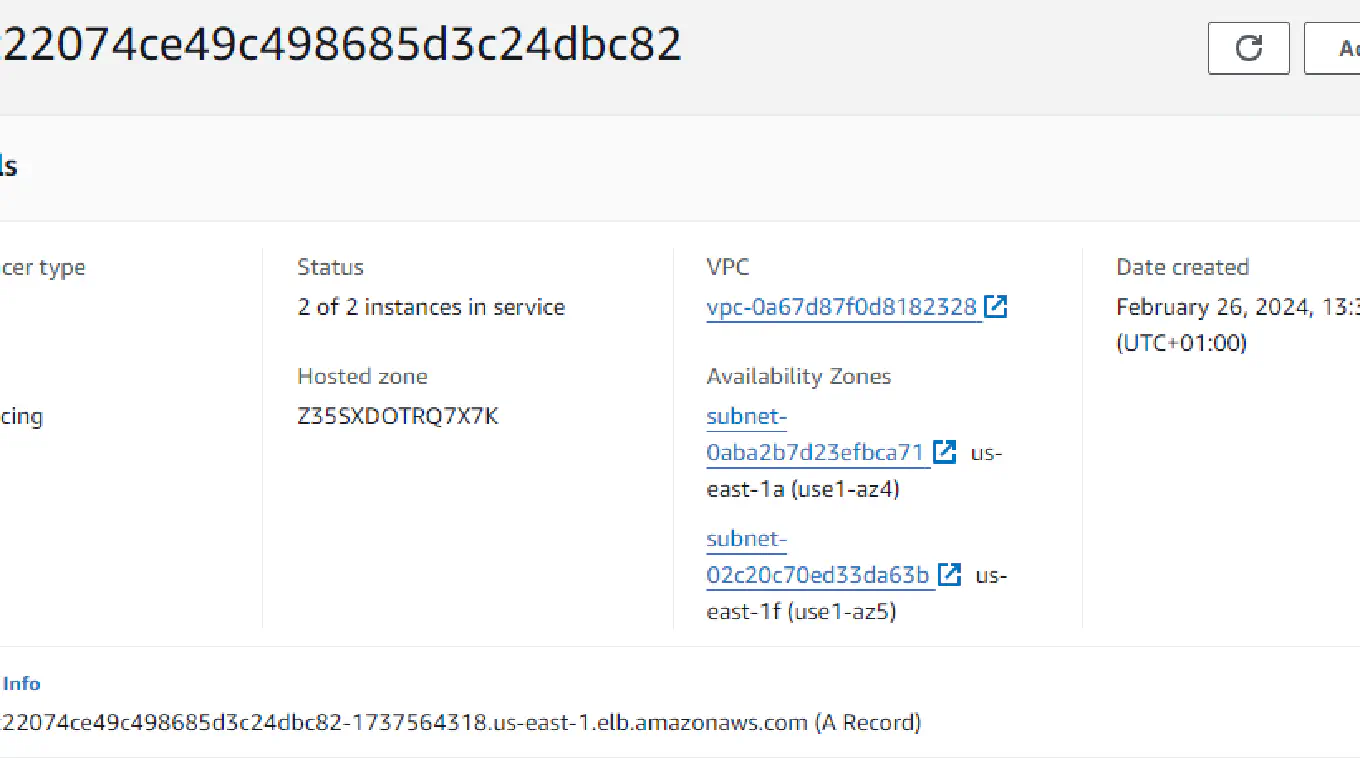 22074ce49c498685d3c24dbc82
ls
cer type
Status
VPC
Date created
2 of 2 instances in service
vpc-0a67d87f0d8182328
February 26, 2024, 13:3
(UTC+01:00)
Hosted zone
Availability Zones
cing
Z35SXDOTRQ7X7K
subnet-
0aba2b7d23efbca71 us-
east-1a (use1-az4)
subnet-
02c20c70ed33da63b us-
east-1f (use1-az5)
Info
22074ce49c498685d3c24dbc82-1737564318.us-east-1.elb.amazonaws.com (A Record)